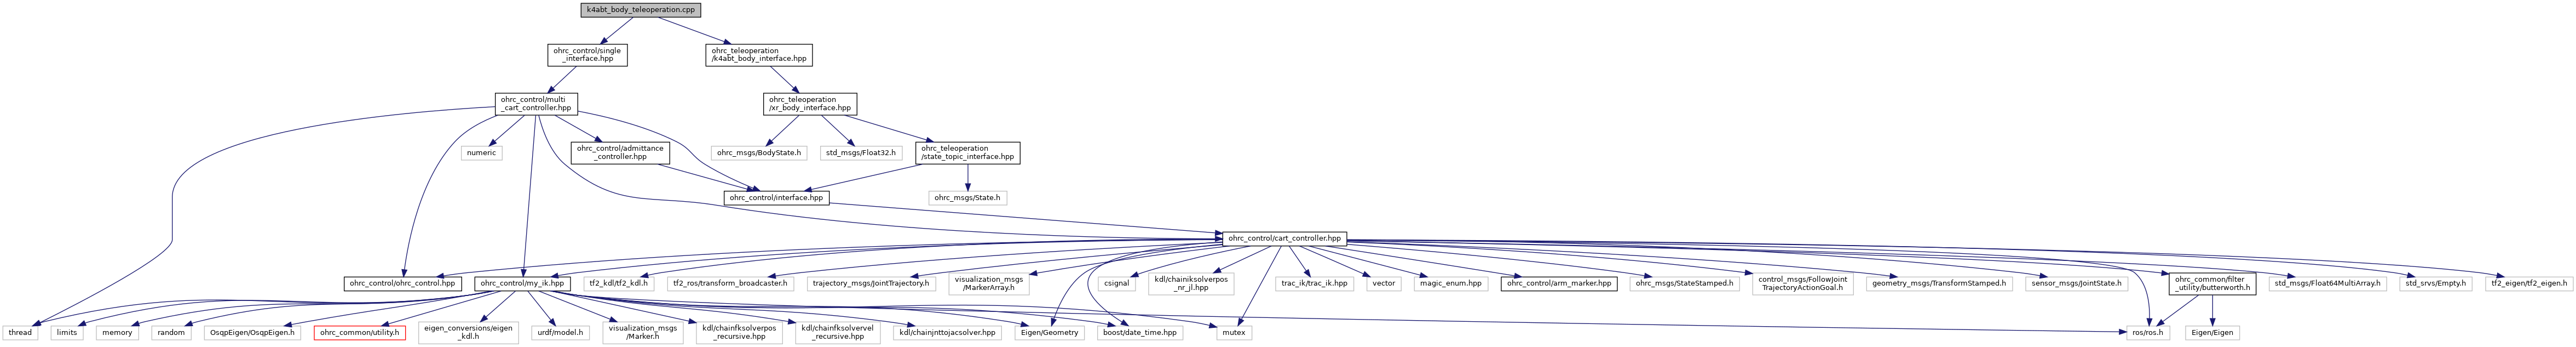 k4abt_body_teleoperation.cpp
ohrc_control/single
_interface.hpp
ohrc_teleoperation
/k4abt_body_interface.hpp
ohrc_control/multi
_cart_controller.hpp
ohrc_teleoperation
/xr_body_interface.hpp
numeric
ohrc_control/admittance
_controller.hpp
ohrc_msgs/BodyState.h
std_msgs/Float32.h
ohrc_teleoperation
/state_topic_interface.hpp
ohrc_control/interface.hpp
ohrc_msgs/State.h
ohrc_control/cart_controller.hpp
ohrc_control/ohrc_control.hpp
ohrc_control/my_ik.hpp
tf2_kdl/tf2_kdl.h
tf2_ros/transform_broadcaster.h
trajectory_msgs/JointTrajectory.h
visualization_msgs
/MarkerArray.h
csignal
kdl/chainiksolverpos
_nr_jl.hpp
trac_ik/trac_ik.hpp
vector
magic_enum.hpp
ohrc_control/arm_marker.hpp
ohrc_msgs/StateStamped.h
control_msgs/FollowJoint
TrajectoryActionGoal.h
geometry_msgs/TransformStamped.h
sensor_msgs/JointState.h
ohrc_common/filter
_utility/butterworth.h
std_msgs/Float64MultiArray.h
std_srvs/Empty.h
tf2_eigen/tf2_eigen.h
thread
limits
memory
random
OsqpEigen/OsqpEigen.h
ohrc_common/utility.h
eigen_conversions/eigen
_kdl.h
urdf/model.h
visualization_msgs
/Marker.h
kdl/chainfksolverpos
_recursive.hpp
kdl/chainfksolvervel
_recursive.hpp
kdl/chainjnttojacsolver.hpp
Eigen/Geometry
boost/date_time.hpp
mutex
ros/ros.h
Eigen/Eigen